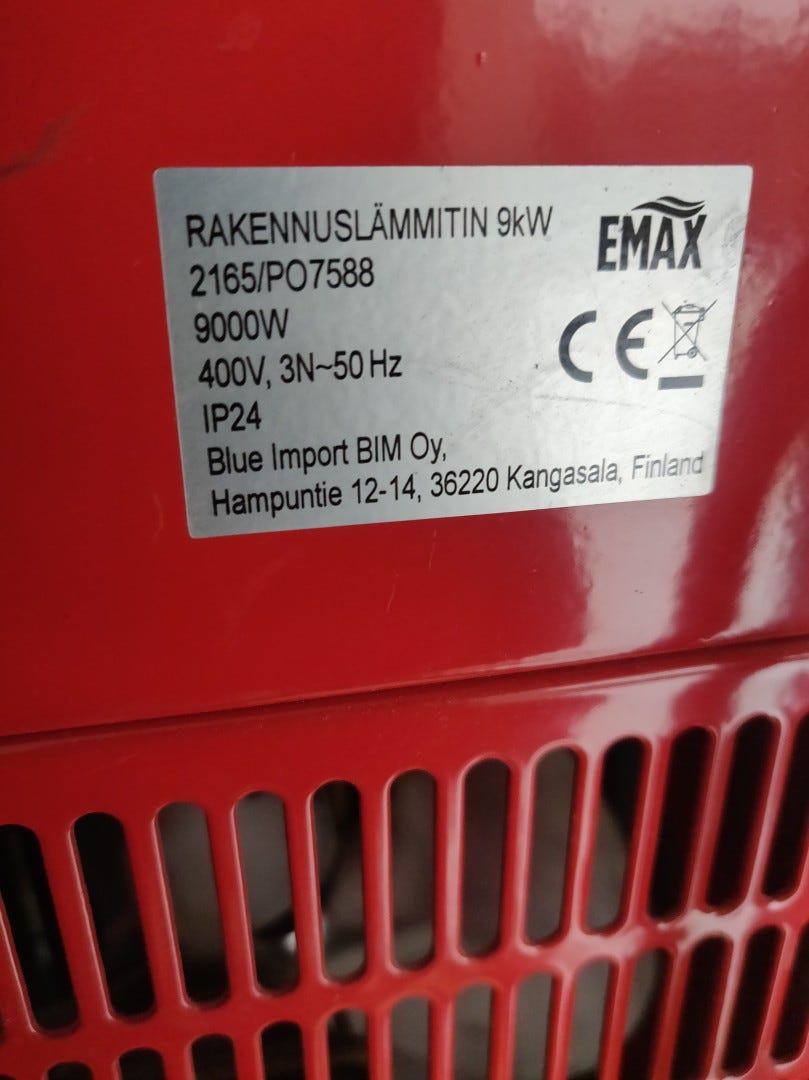 RAKENNUSLÄMMITIN 9kW
EMAX
2165/PO7588
9000W
CE
400V, 3N~50 Hz
IP24
Blue Import BIM Oy,
Hampuntie 12-14, 36220 Kangasala, Finland